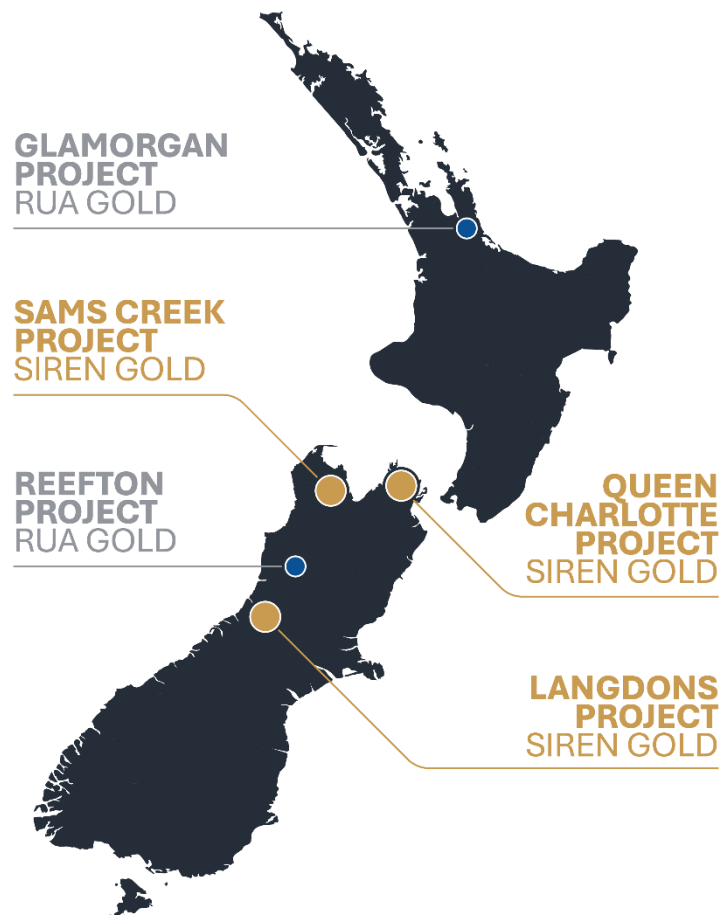 GLAMORGAN
PROJECT
RUA GOLD
SAMS CREEK
PROJECT
SIREN GOLD
REEFTON
PROJECT
RUA GOLD
QUEEN
CHARLOTTE
PROJECT
SIREN GOLD
LANGDONS
PROJECT
SIREN GOLD